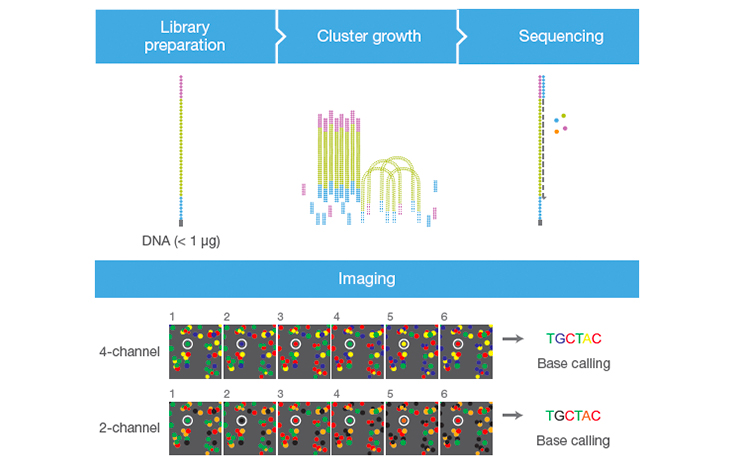 Library
preparation
Cluster growth
Sequencing
DNA (< 1 µg)
Imaging
1 2 3 4 5 6
4-channel
TGCTAC
Base calling
1 2 3 4 5 6
2-channel
TGCTAC
Base calling